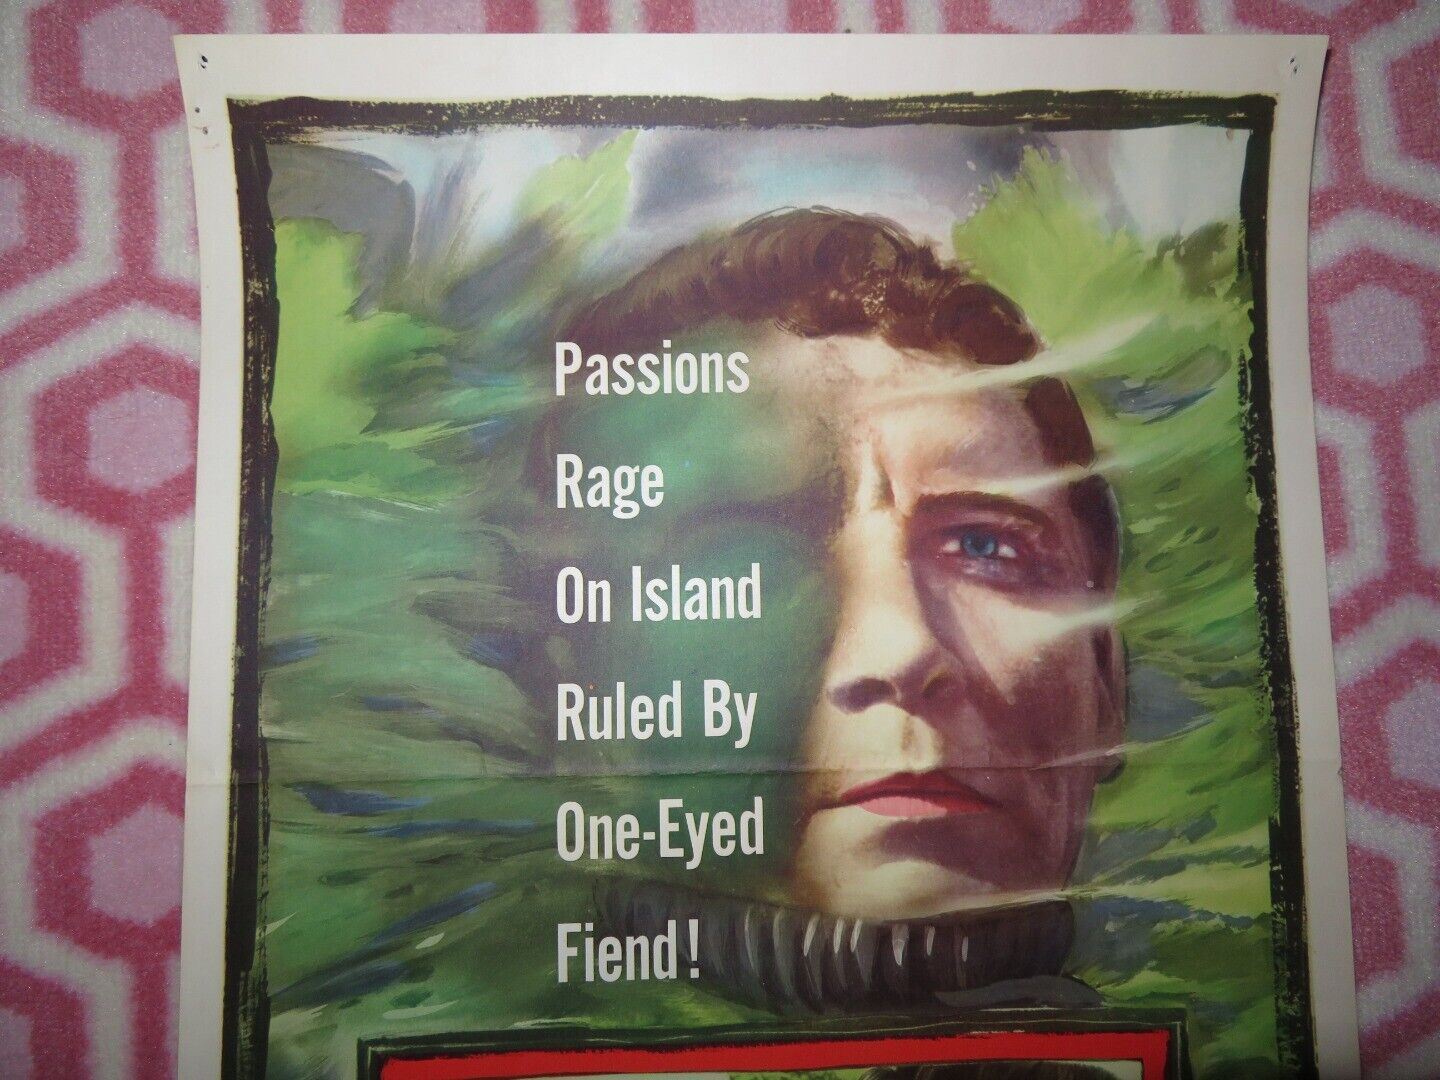 Passions
Rage
On Island
Ruled By
One-Eyed
Fiend!